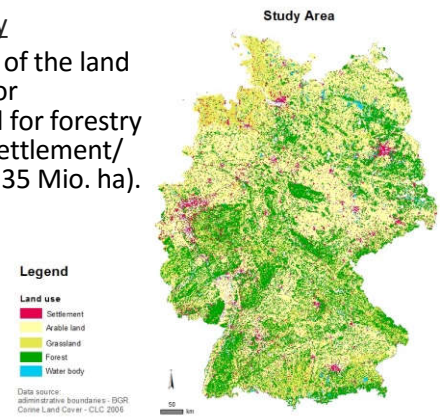 y
of the land
or
l for forestry
ettlement/
35 Mio. ha).
Study Area
Legend
Land use
Settlement
Arable land
Grassland
Forest
Water body
Data source:
administrative boundaries - BGR
Corine Land Cover - CLC 2006
50
km